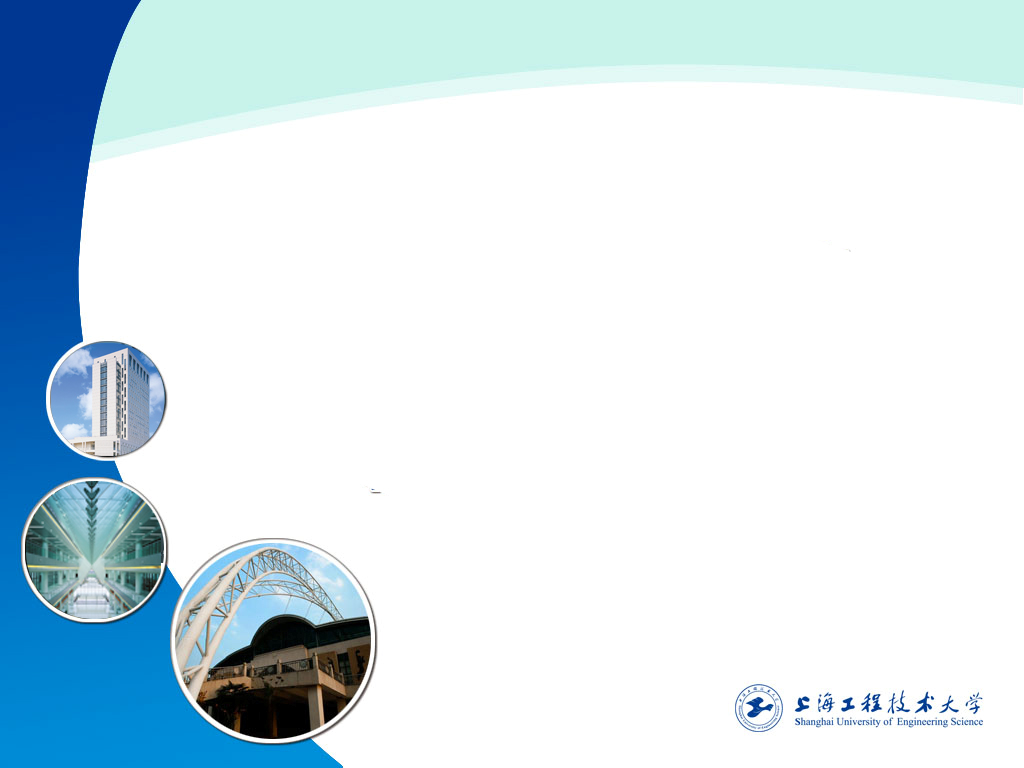 上海工程技术大学
Shanghai University of Engineering Science